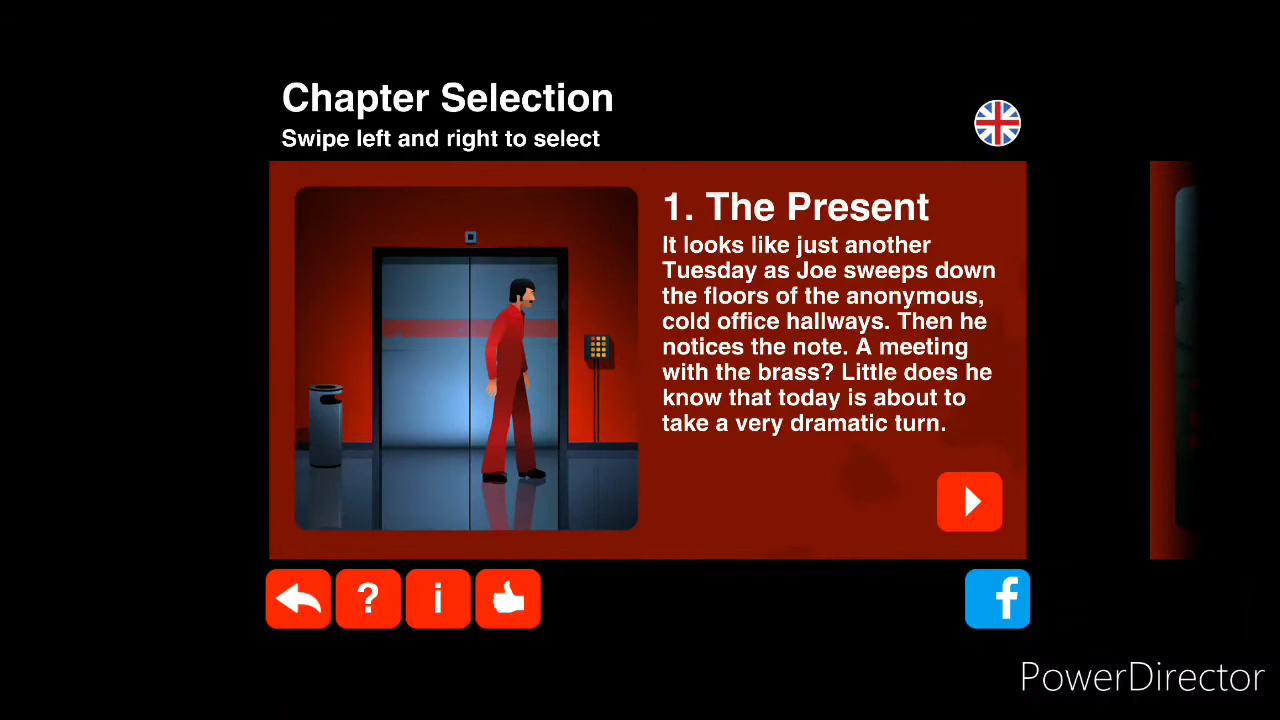 Chapter Selection
Swipe left and right to select
1. The Present
It looks like just another
Tuesday as Joe sweeps down
the floors of the anonymous,
cold office hallways. Then he
notices the note. A meeting
with the brass? Little does he
know that today is about to
take a very dramatic turn.
?
i
f
PowerDirector